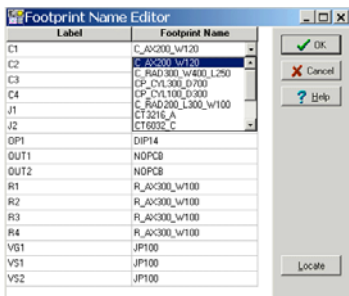 Footprint Name Editor
Label Footprint Name
C1 C_AX200_W120
C2 C_AX200_W120
C3 C_RAD300_W400_L250
CP_CYL300_D700
C4 CP_CYL100_D300
J1 C_RAD200_L300_W100
CT3216_A
J2 CT6032_C
OP1 DIP14
OUT1 NOPCB
OUT2 NOPCB
R1 R_AX300_W100
R2 R_AX300_W100
R3 R_AX300_W100
R4 R_AX300_W100
VG1 JP100
VS1 JP100
VS2 JP100
OK
Cancel
Help
Locate